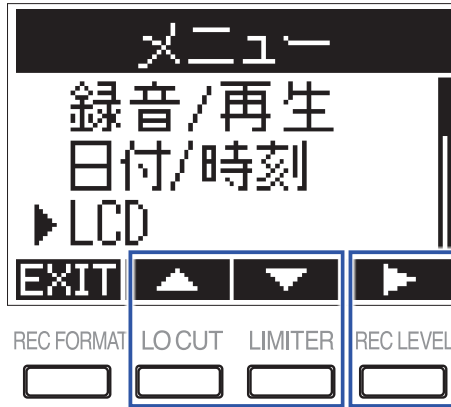 メニュー
録音/再生
日付/時刻
▶LCD
EXIT ▲ ▼ ▶
REC FORMAT LO CUT LIMITER REC LEVEL